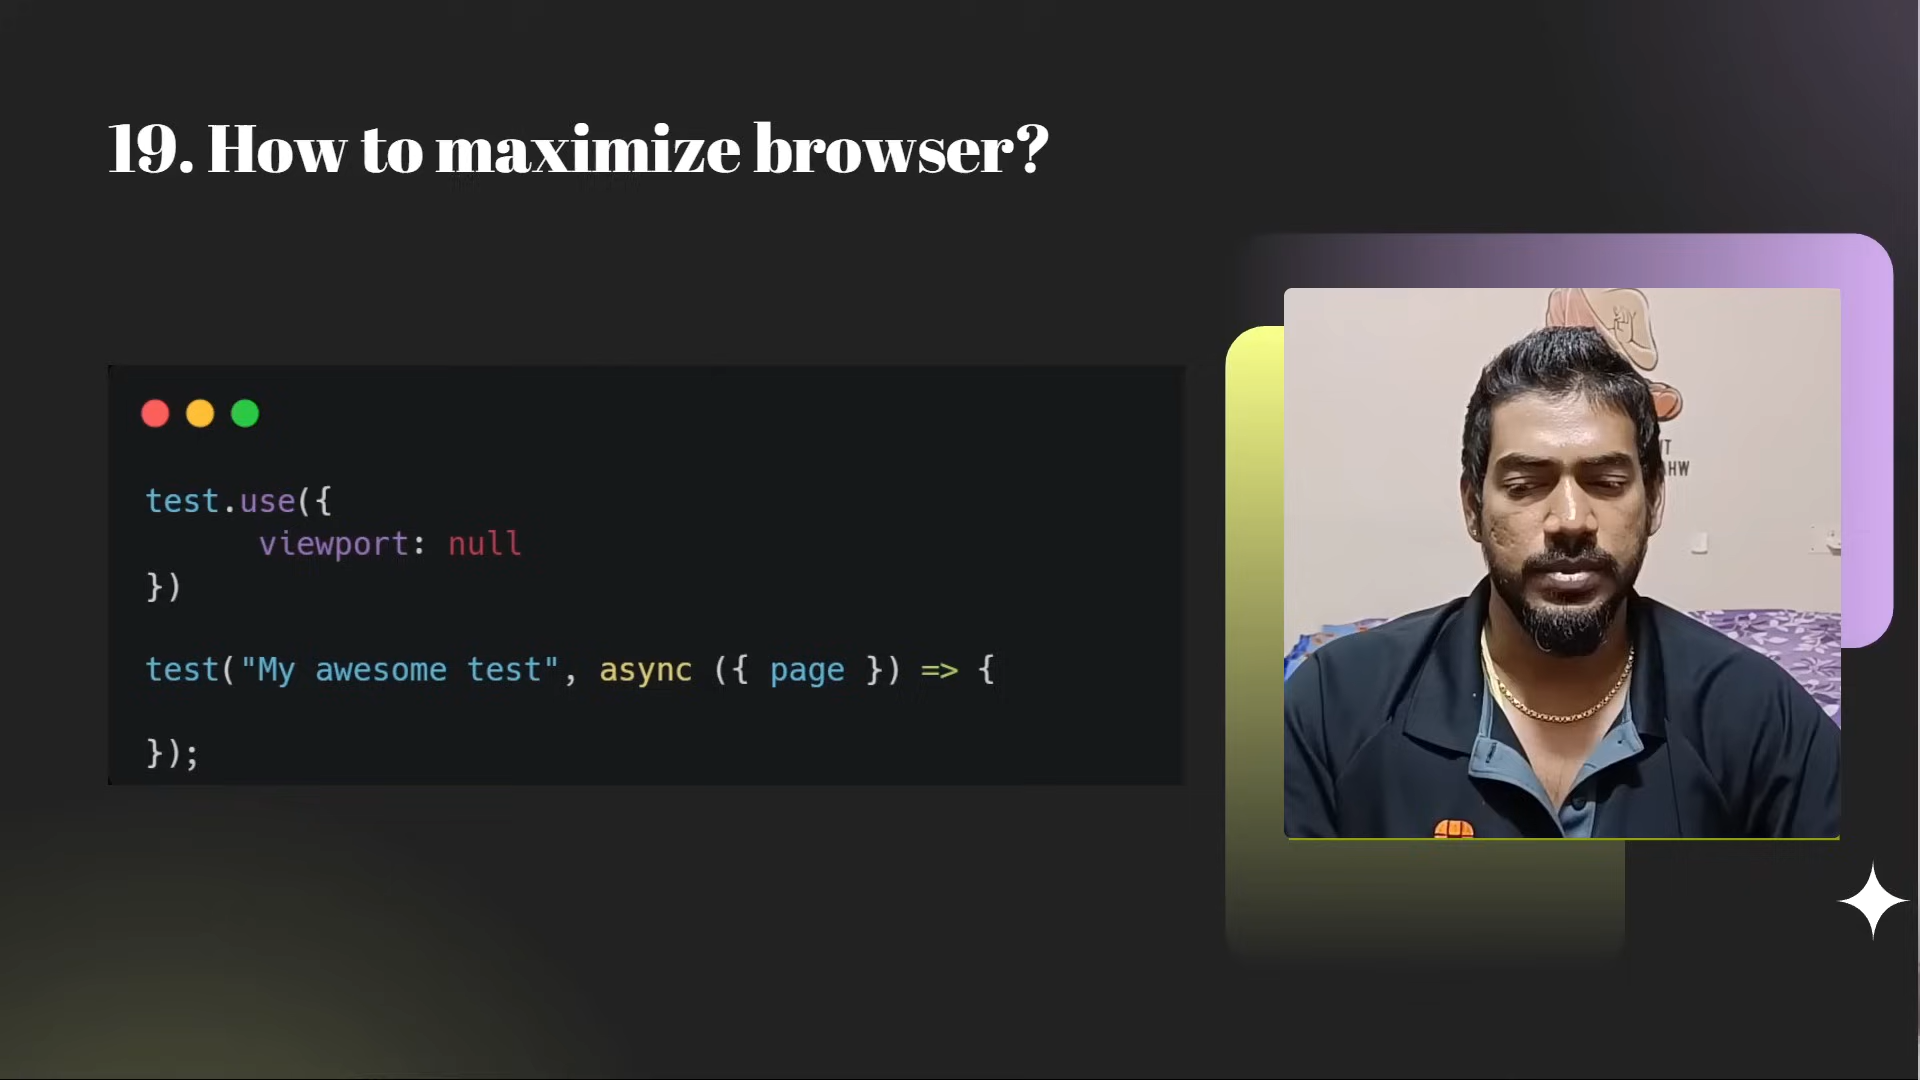 19. How to maximize browser?
test.use({
viewport: null
})
test("My awesome test", async ({ page }) => {
});